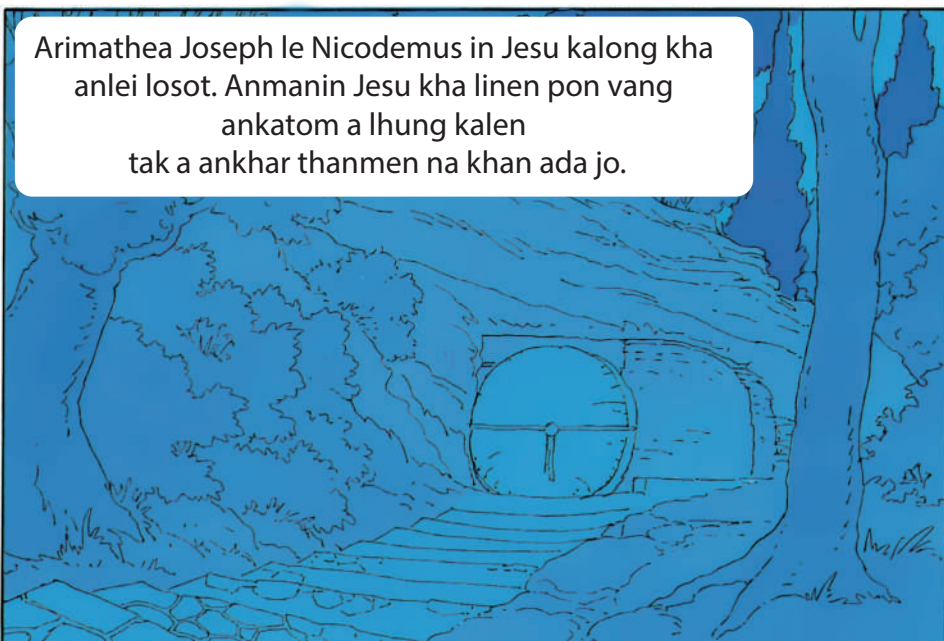 Arimathea Joseph le Nicodemus in Jesu kalong kha
anlei losot. Anmanin Jesu kha linen pon vang
ankatom a lhung kalen
tak a ankhar thanmen na khan ada jo.